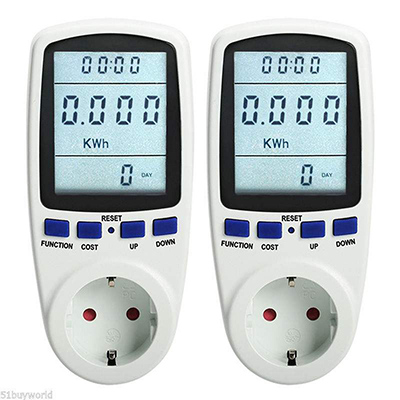 00:00
0.000
KWh
0 DAY
RESET
FUNCTION COST UP DOWN
00:00
0.000
KWh
0 DAY
RESET
FUNCTION COST UP DOWN
51buyworld